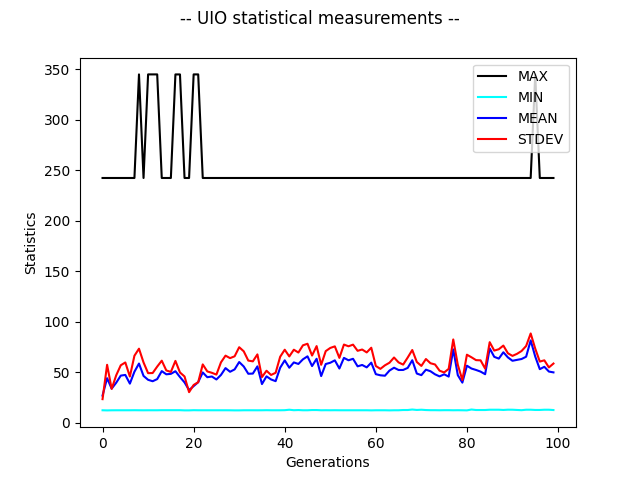 -- UIO statistical measurements --
350
300
250
200
150
100
50
0
Statistics
MAX
MIN
MEAN
STDEV
0 20 40 60 80 100
Generations